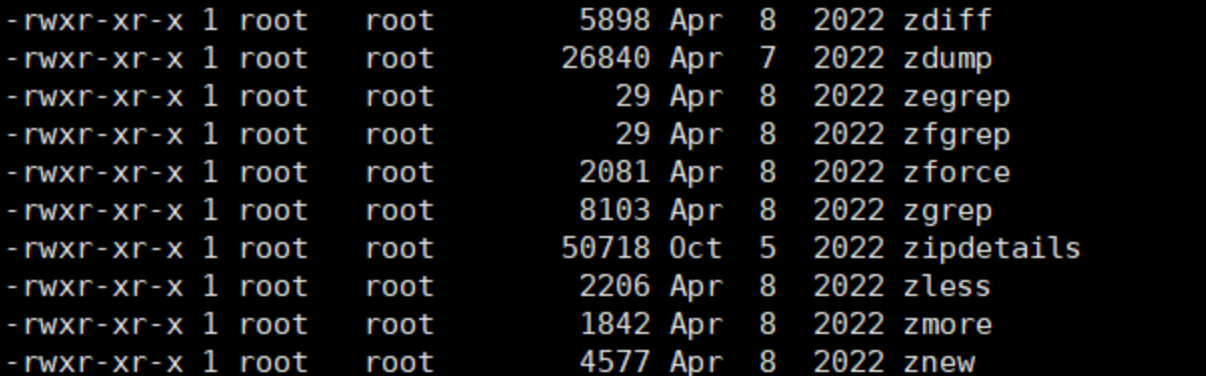 -rwxr-xr-x 1 root   root        5898 Apr  8  2022 zdiff
-rwxr-xr-x 1 root   root       26840 Apr  7  2022 zdump
-rwxr-xr-x 1 root   root          29 Apr  8  2022 zegrep
-rwxr-xr-x 1 root   root          29 Apr  8  2022 zfgrep
-rwxr-xr-x 1 root   root        2081 Apr  8  2022 zforce
-rwxr-xr-x 1 root   root        8103 Apr  8  2022 zgrep
-rwxr-xr-x 1 root   root       50718 Oct  5  2022 zipdetails
-rwxr-xr-x 1 root   root        2206 Apr  8  2022 zless
-rwxr-xr-x 1 root   root        1842 Apr  8  2022 zmore
-rwxr-xr-x 1 root   root        4577 Apr  8  2022 znew